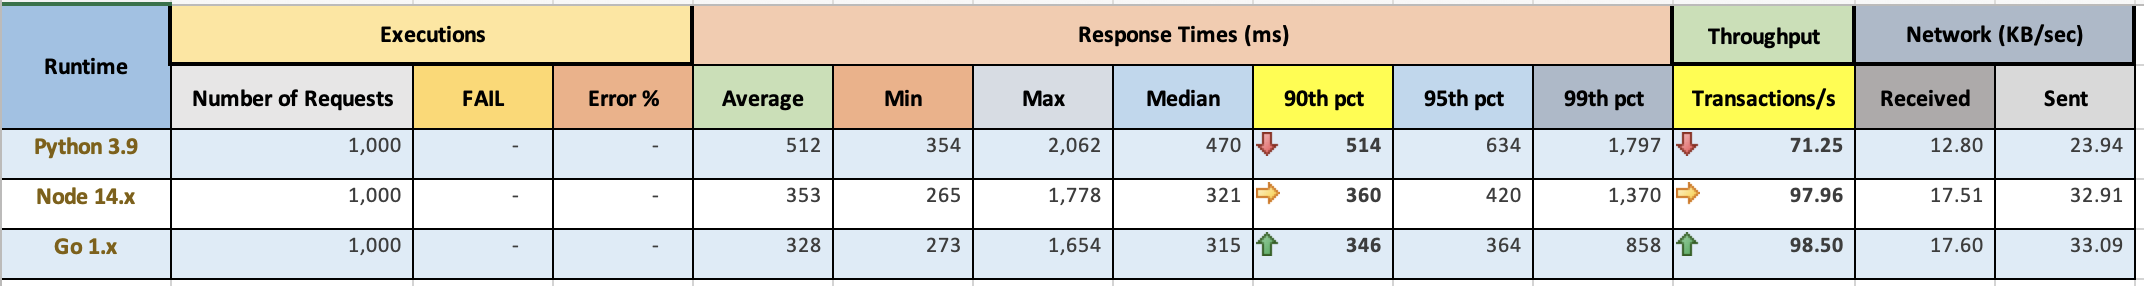 Runtime Executions Response Times (ms) Throughput Network (KB/sec)
Number of Requests FAIL Error % Average Min Max Median 90th pct 95th pct 99th pct Transactions/s Received Sent
Python 3.9 1,000 - - 512 354 2,062 470 514 634 1,797 71.25 12.80 23.94
Node 14.x 1,000 - - 353 265 1,778 321 360 420 1,370 97.96 17.51 32.91
Go 1.x 1,000 - - 328 273 1,654 315 346 364 858 98.50 17.60 33.09